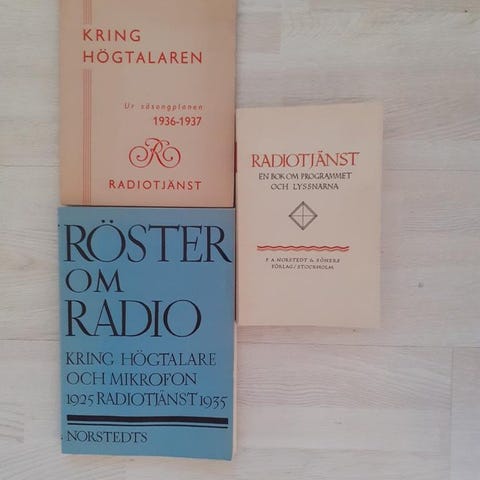 KRING
HÖGTALAREN
Ur säsongplanen
1936-1937
R
RADIOTJÄNST
RÖSTER
OM
RADIO
KRING HÖGTALARE
OCH MIKROFON
1925 RADIOTJÄNST 1935
NORSTEDTS
RADIOTJÄNST
EN BOK OM PROGRAMMET
OCH LYSSNARNA
P. A. NORSTEDT & SÖNERS
FÖRLAG / STOCKHOLM